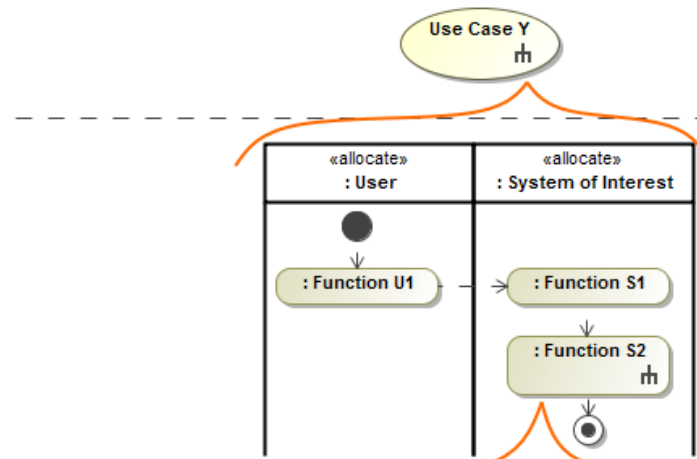 Use Case Y
«allocate»
: User
«allocate»
: System of Interest
: Function U1
: Function S1
: Function S2